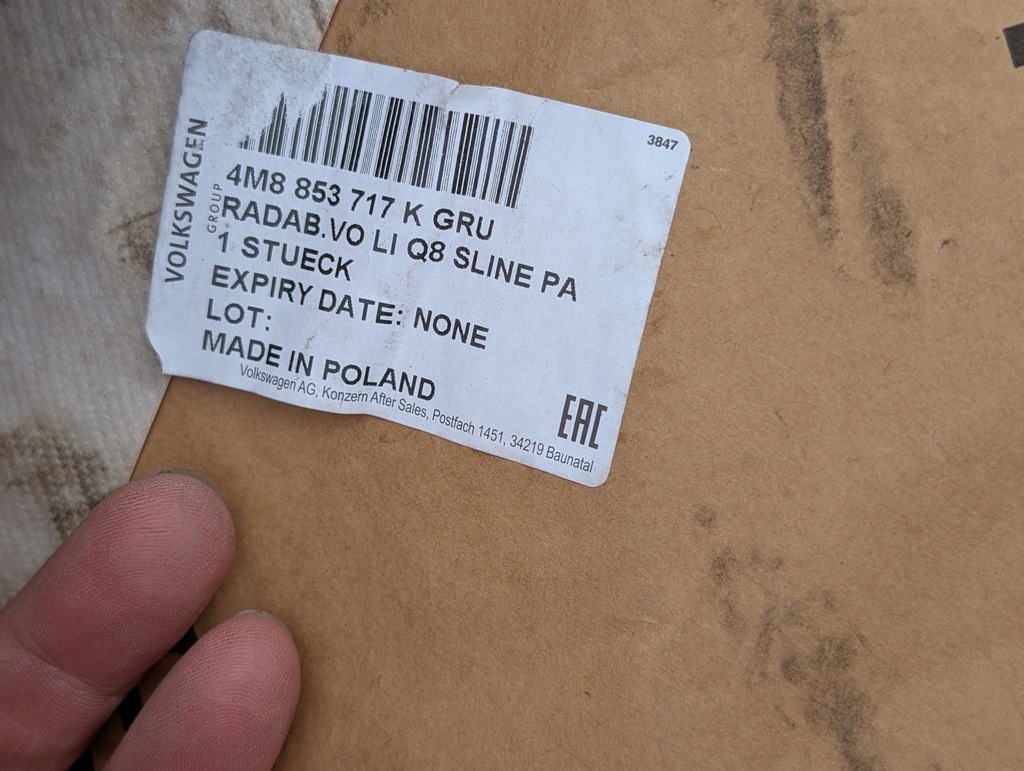 VOLKSWAGEN
GROUP
3847
4M8 853 717 K GRU
RADAB.VO LI Q8 SLINE PA
1 STUECK
EXPIRY DATE: NONE
LOT:
MADE IN POLAND
Volkswagen AG, Konzern After Sales, Postfach 1451, 34219 Baunatal
EAC